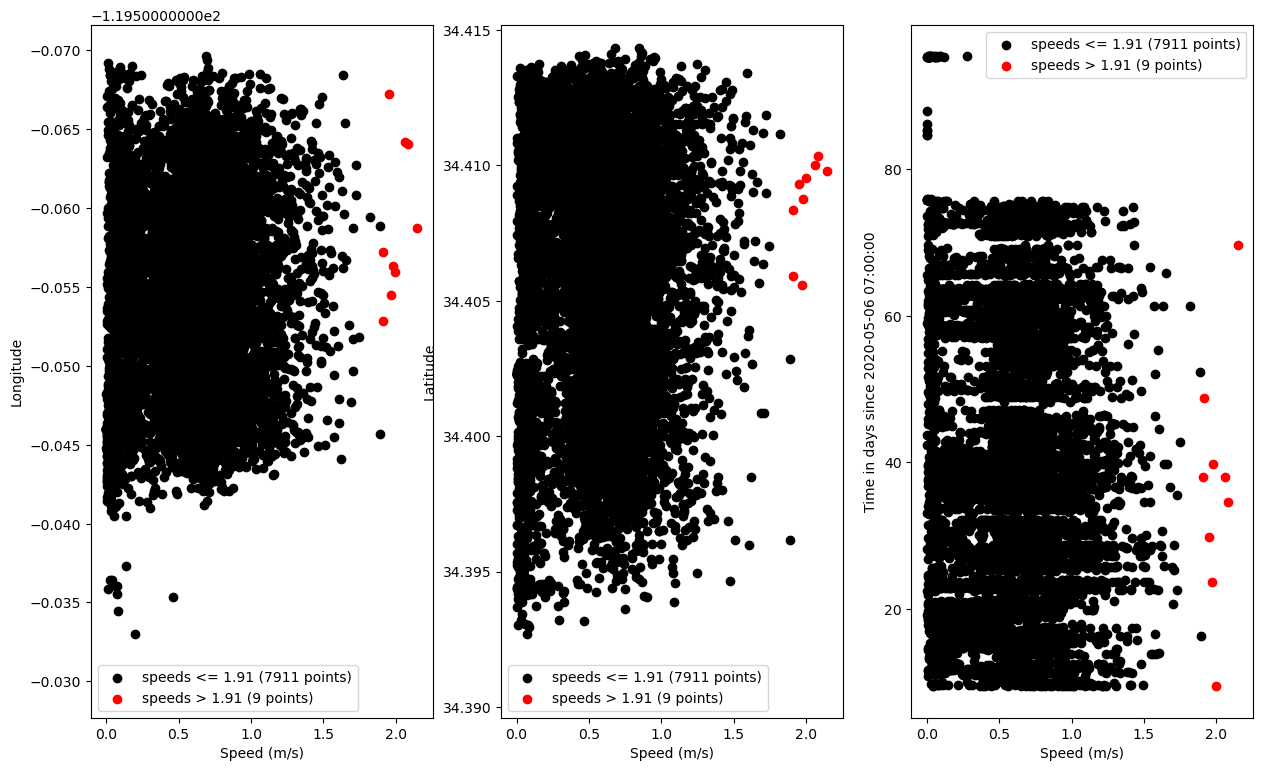 −1.1950000000e2
−0.070
−0.065
−0.060
−0.055
−0.050
−0.045
−0.040
−0.035
−0.030
Longitude
0.0 0.5 1.0 1.5 2.0
Speed (m/s)
speeds <= 1.91 (7911 points)
speeds > 1.91 (9 points)
34.415
34.410
34.405
34.400
34.395
34.390
Latitude
0.0 0.5 1.0 1.5 2.0
Speed (m/s)
speeds <= 1.91 (7911 points)
speeds > 1.91 (9 points)
80
60
40
20
Time in days since 2020-05-06 07:00:00
0.0 0.5 1.0 1.5 2.0
Speed (m/s)
speeds <= 1.91 (7911 points)
speeds > 1.91 (9 points)